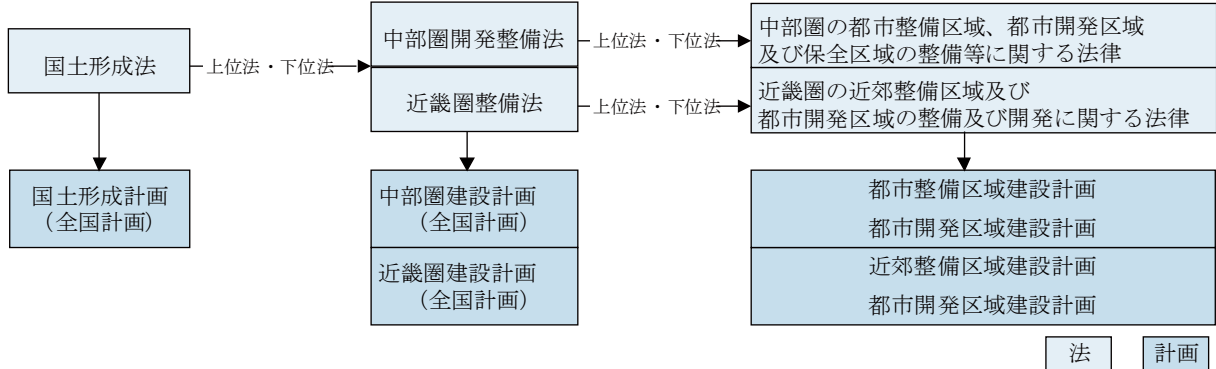 国土形成法
上位法・下位法
中部圏開発整備法
上位法・下位法
中部圏の都市整備区域、都市開発区域
及び保全区域の整備等に関する法律
近畿圏整備法
上位法・下位法
近畿圏の近郊整備区域及び
都市開発区域の整備及び開発に関する法律
国土形成計画
（全国計画）
中部圏建設計画
（全国計画）
近畿圏建設計画
（全国計画）
都市整備区域建設計画
都市開発区域建設計画
近郊整備区域建設計画
都市開発区域建設計画
法
計画